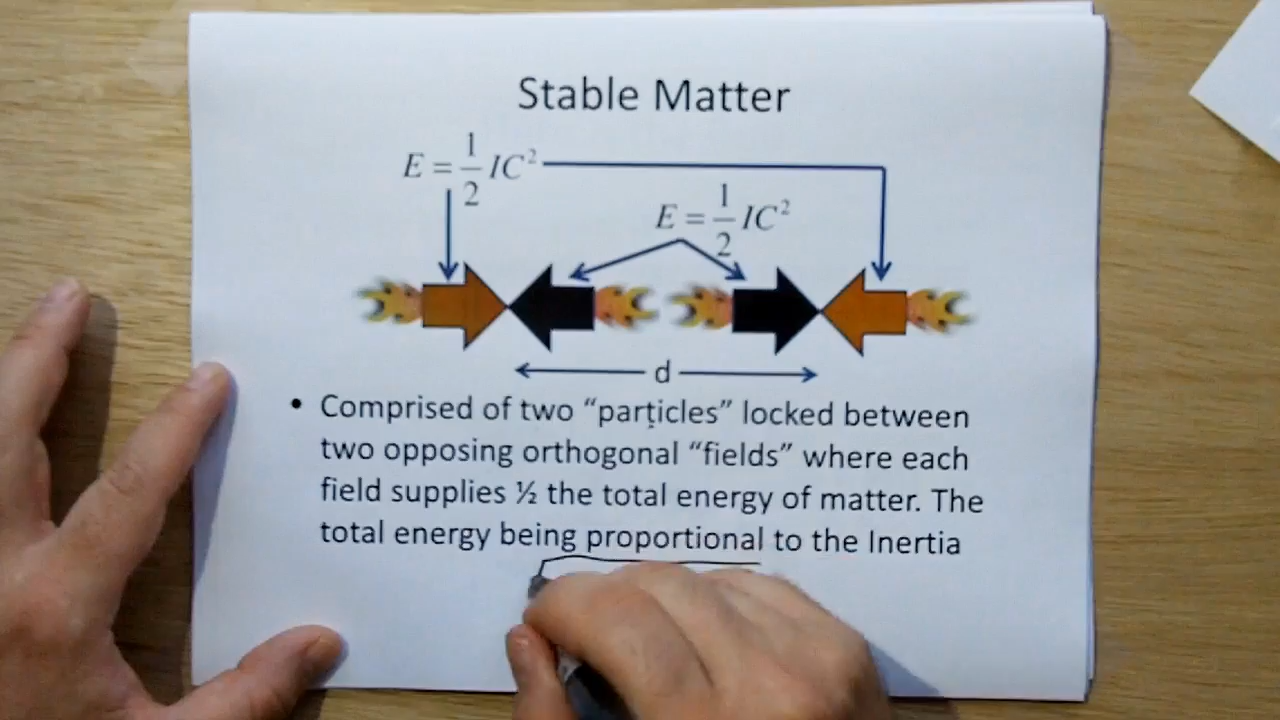 Stable Matter
E = 1/2 IC²
E = 1/2 IC²
d
• Comprised of two “particles” locked between
two opposing orthogonal “fields” where each
field supplies ½ the total energy of matter. The
total energy being proportional to the Inertia